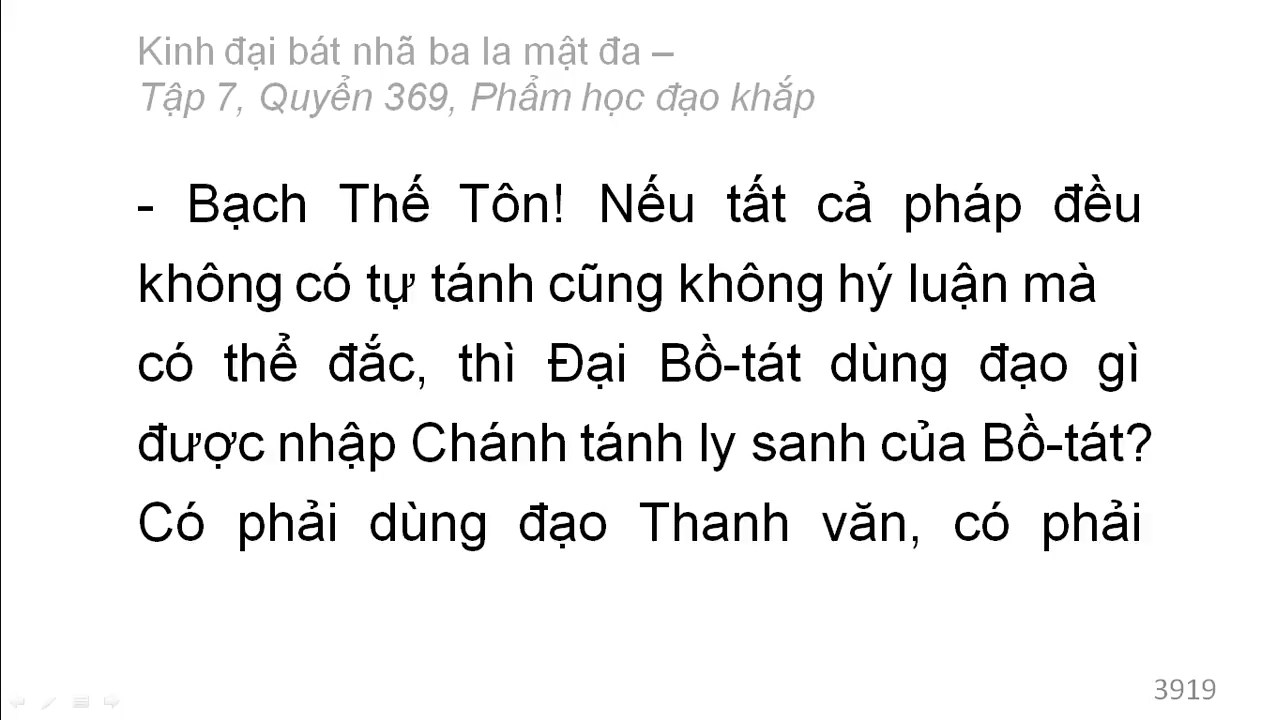 Kinh đại bát nhã ba la mật đa –
Tập 7, Quyển 369, Phẩm học đạo khắp
- Bạch Thế Tôn! Nếu tất cả pháp đều
không có tự tánh cũng không hý luận mà
có thể đắc, thì Đại Bồ-tát dùng đạo gì
được nhập Chánh tánh ly sanh của Bồ-tát?
Có phải dùng đạo Thanh văn, có phải
3919